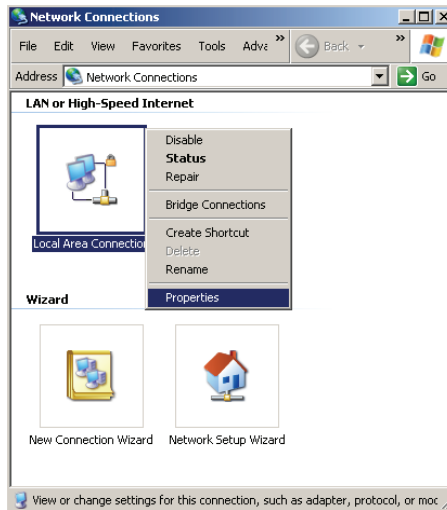 Network Connections
File Edit View Favorites Tools Adva » Back »
Address Network Connections Go
LAN or High-Speed Internet
Local Area Connection
Disable
Status
Repair
Bridge Connections
Create Shortcut
Delete
Rename
Properties
Wizard
New Connection Wizard Network Setup Wizard
View or change settings for this connection, such as adapter, protocol, or moc